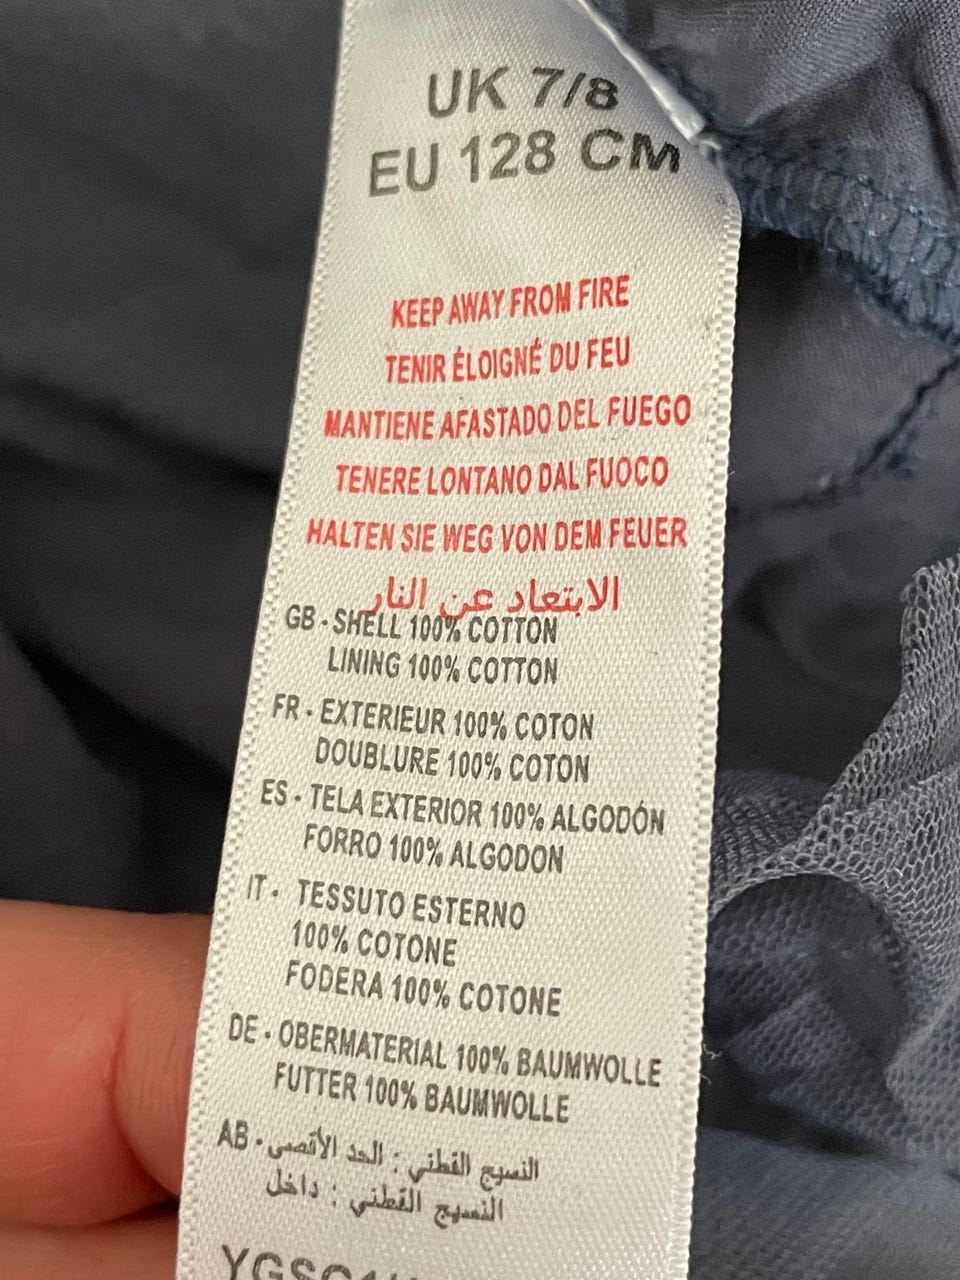 UK 7/8
EU 128 CM
KEEP AWAY FROM FIRE
TENIR ÉLOIGNÉ DU FEU
MANTIENE AFASTADO DEL FUEGO
TENERE LONTANO DAL FUOCO
HALTEN SIE WEG VON DEM FEUER
الابتعاد عن النار
GB - SHELL 100% COTTON
LINING 100% COTTON
FR - EXTERIEUR 100% COTON
DOUBLURE 100% COTON
ES - TELA EXTERIOR 100% ALGODÓN
FORRO 100% ALGODON
IT - TESSUTO ESTERNO
100% COTONE
FODERA 100% COTONE
DE - OBERMATERIAL 100% BAUMWOLLE
FUTTER 100% BAUMWOLLE
AB - النسيج القطني : الحد الأقصى
النسيج القطني : داخل